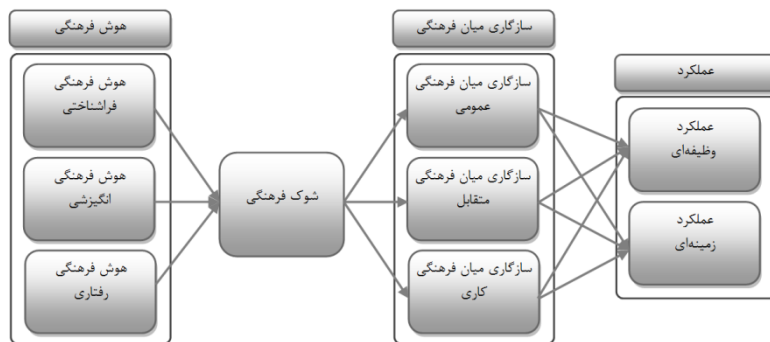 هوش فرهنگی
سازگاری میان فرهنگی
عملکرد
هوش فرهنگی
فراشناختی
هوش فرهنگی
انگیزشی
هوش فرهنگی
رفتاری
شوک فرهنگی
سازگاری میان فرهنگی
عمومی
سازگاری میان فرهنگی
متقابل
سازگاری میان فرهنگی
کاری
عملکرد
وظیفه‌ای
عملکرد
زمینه‌ای